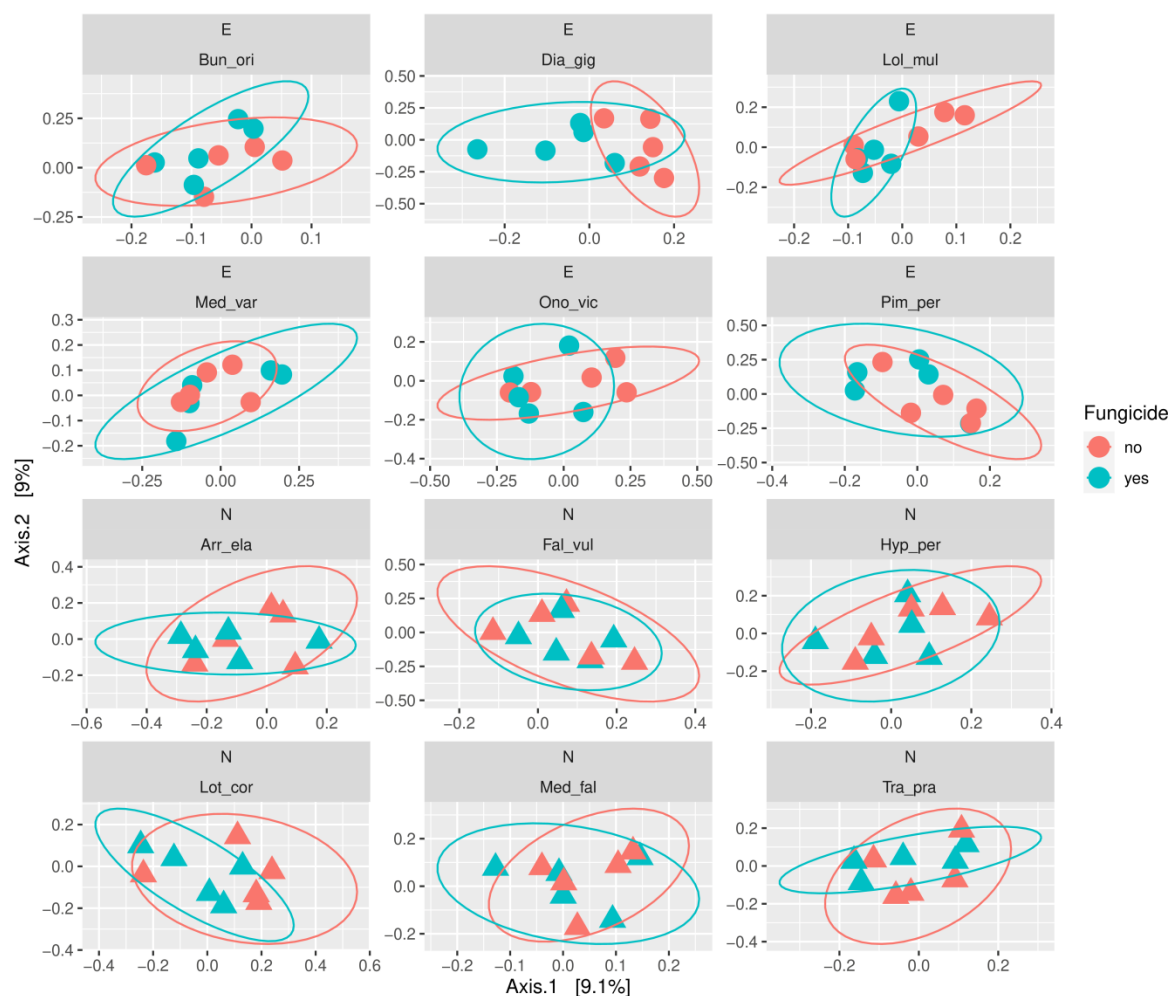 E E E
Bun_ori Dia_gig Lol_mul
0.25
0.00
−0.25
−0.2 −0.1 0.0 0.1
0.50
0.25
0.00
−0.25
−0.50
0.0 0.2
0.2
0.0
−0.2
−0.2 −0.1 0.0 0.1 0.2
E E E
Med_var Ono_vic Pim_per
0.3
0.2
0.1
0.0
−0.1
−0.2
−0.25 0.00 0.25
0.2
0.0
−0.2
−0.4
−0.50 −0.25 0.00 0.25 0.50
0.50
0.25
0.00
−0.25
−0.50
−0.4 −0.2 0.0 0.2
N N N
Arr_ela Fal_vul Hyp_per
0.4
0.2
0.0
−0.2
−0.6 −0.4 −0.2 0.0 0.2
0.50
0.25
0.00
−0.25
−0.50
−0.2 0.0 0.2 0.4
0.2
0.0
−0.2
−0.2 0.0 0.2 0.4
N N N
Lot_cor Med_fal Tra_pra
0.2
0.0
−0.2
−0.4
−0.4 −0.2 0.0 0.2 0.4 0.6
0.2
0.0
−0.2
−0.2 −0.1 0.0 0.1 0.2
0.2
0.0
−0.2
−0.4
−0.2 0.0 0.2
Axis.1 [9.1%]
Axis.2 [9%]
Fungicide
no
yes